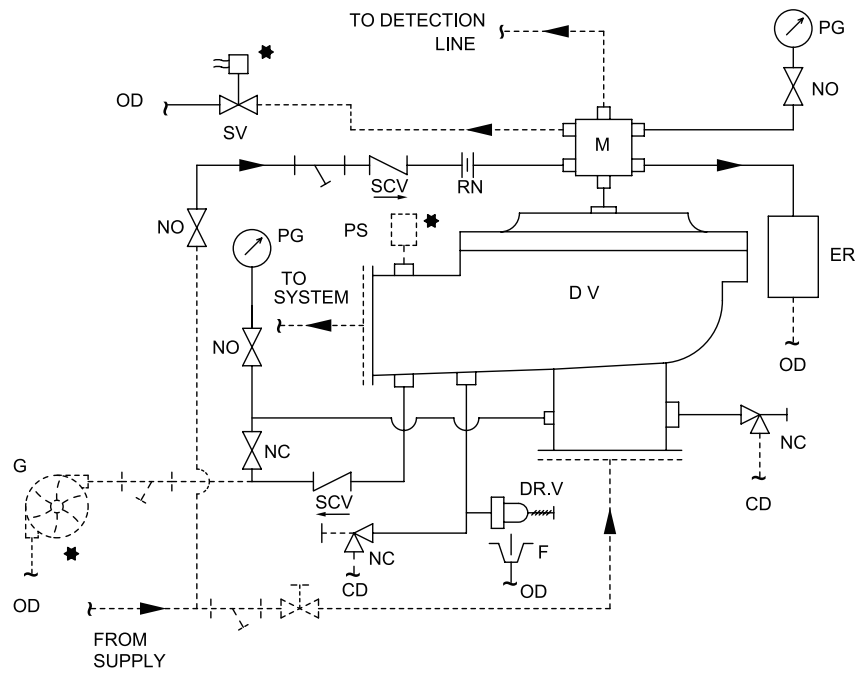 TO DETECTION
LINE
PG
NO
OD
SV
M
SCV
RN
NO
PG
PS
ER
TO
SYSTEM
D V
NO
OD
NC
NC
G
SCV
DR.V
CD
NC
F
CD
OD
OD
FROM
SUPPLY